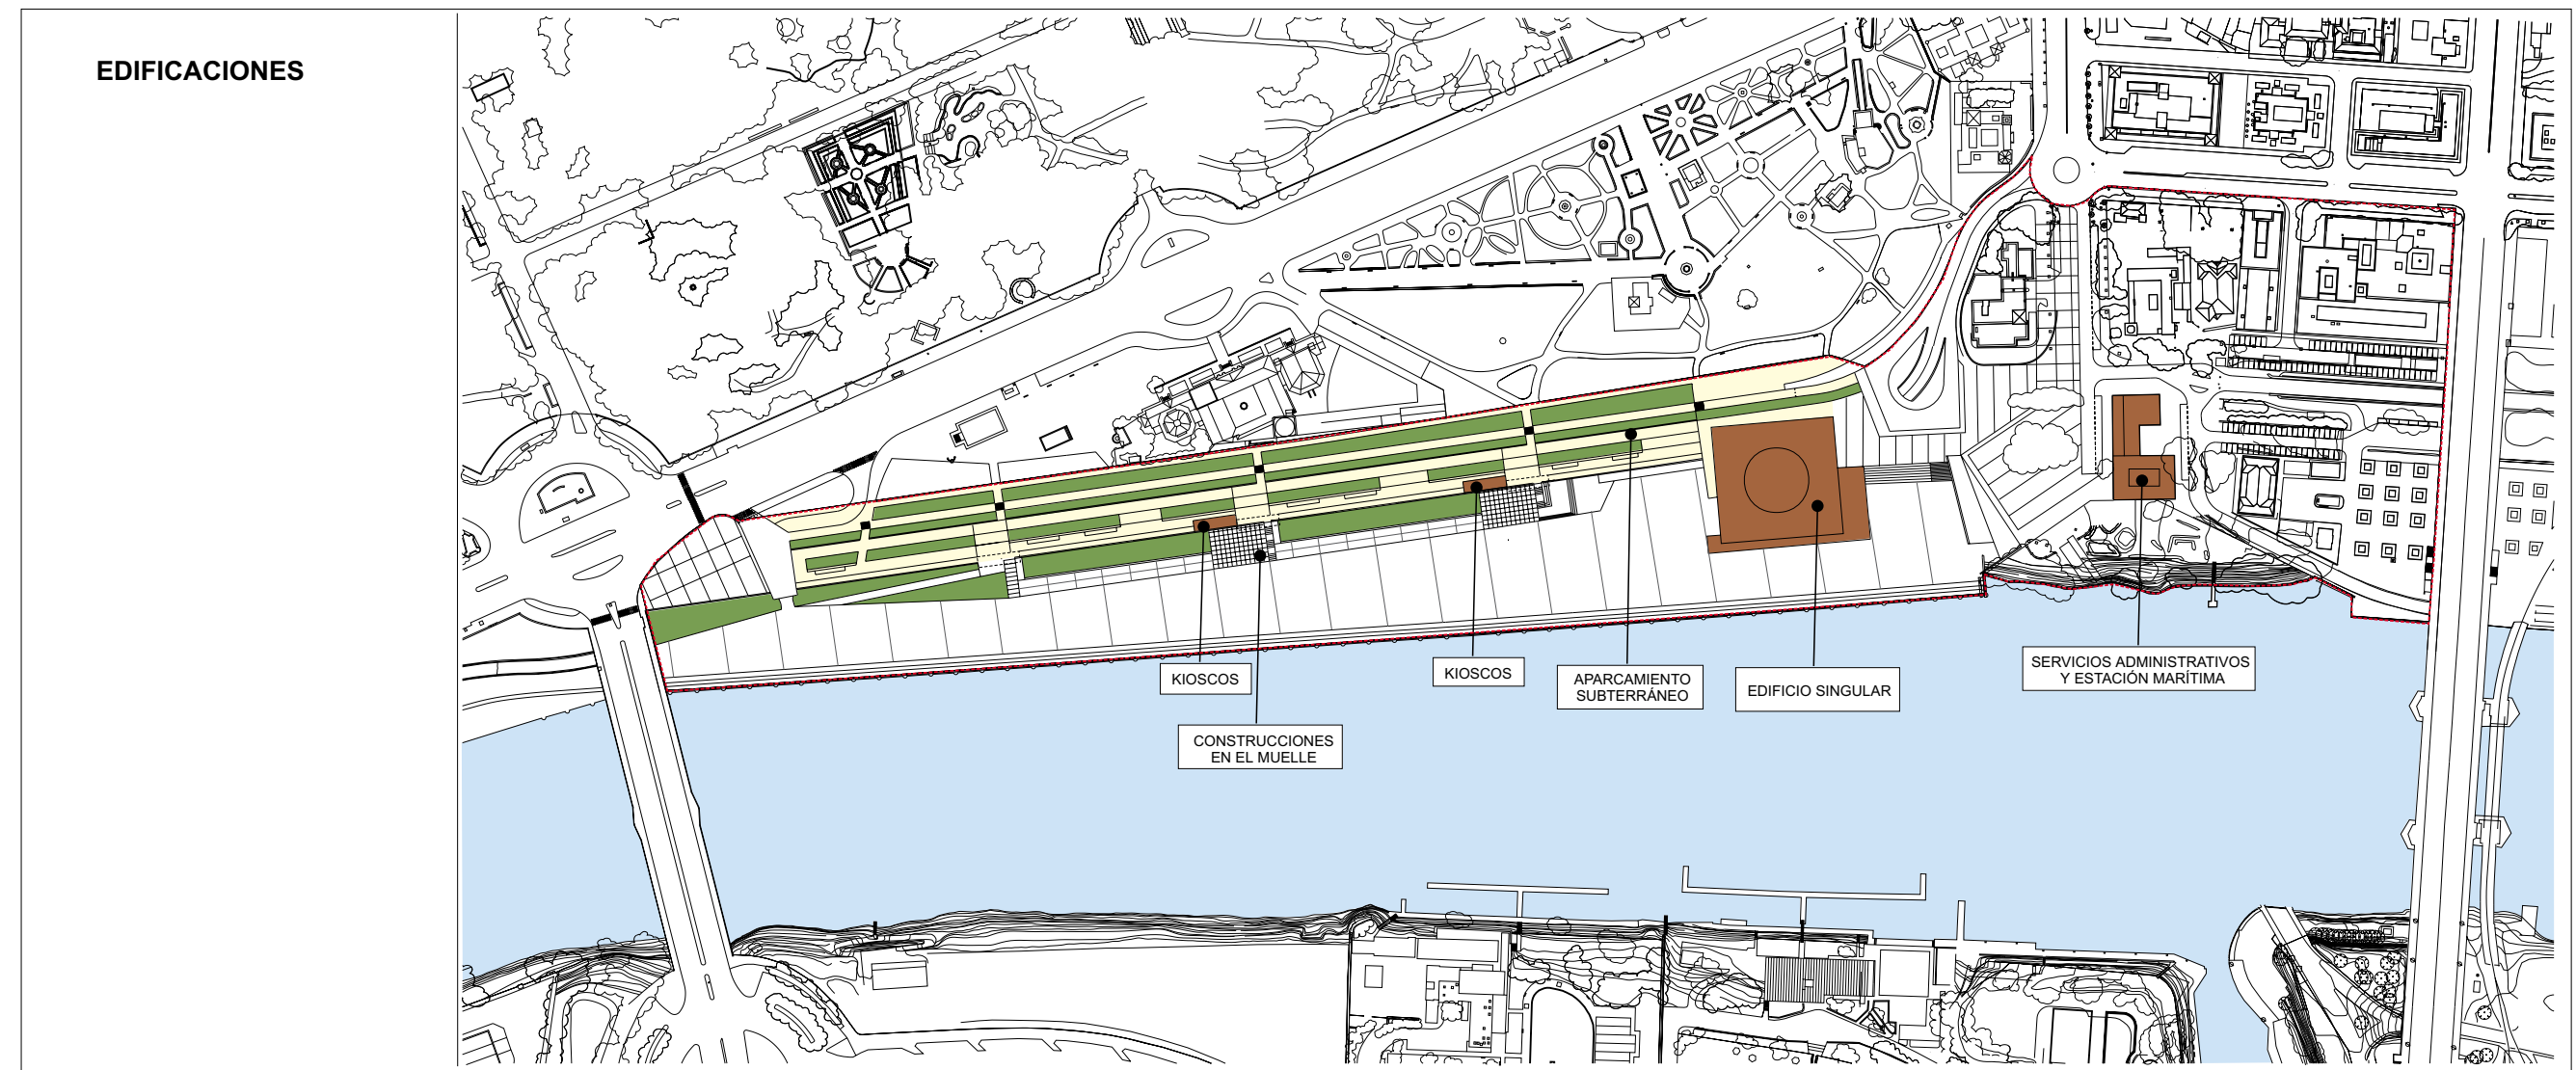 EDIFICACIONES
KIOSCOS
KIOSCOS
APARCAMIENTO
SUBTERRÁNEO
EDIFICIO SINGULAR
SERVICIOS ADMINISTRATIVOS
Y ESTACIÓN MARÍTIMA
CONSTRUCCIONES
EN EL MUELLE